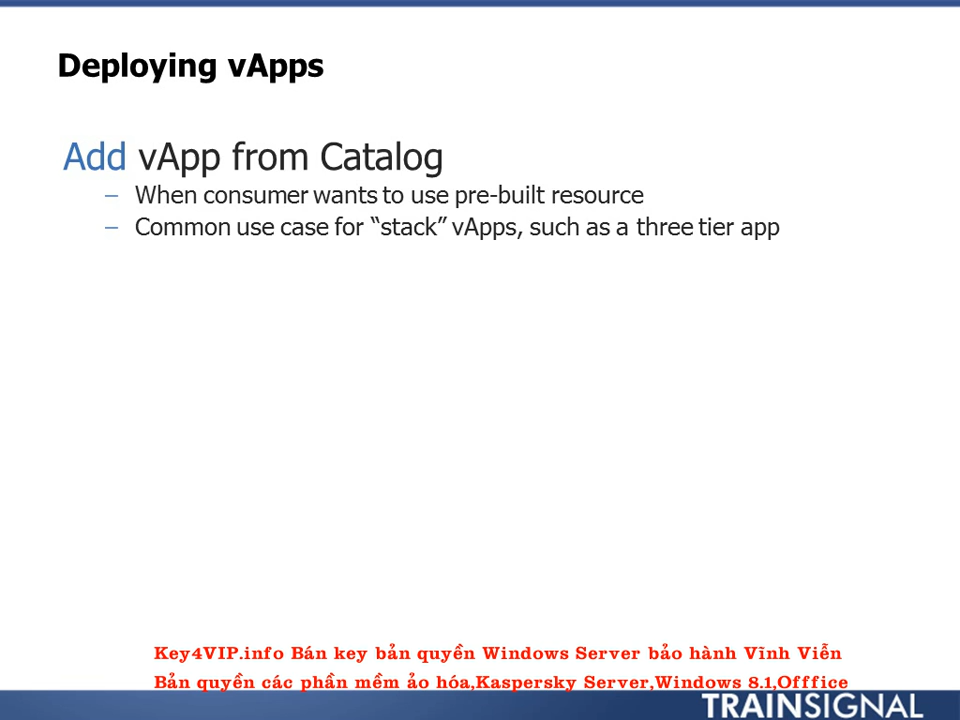 Deploying vApps
Add vApp from Catalog
– When consumer wants to use pre-built resource
– Common use case for “stack” vApps, such as a three tier app
Key4VIP.info Bán key bản quyền Windows Server bảo hành Vĩnh Viễn
Bản quyền các phần mềm ảo hóa,Kaspersky Server,Windows 8.1,Offfice
TRAINSIGNAL